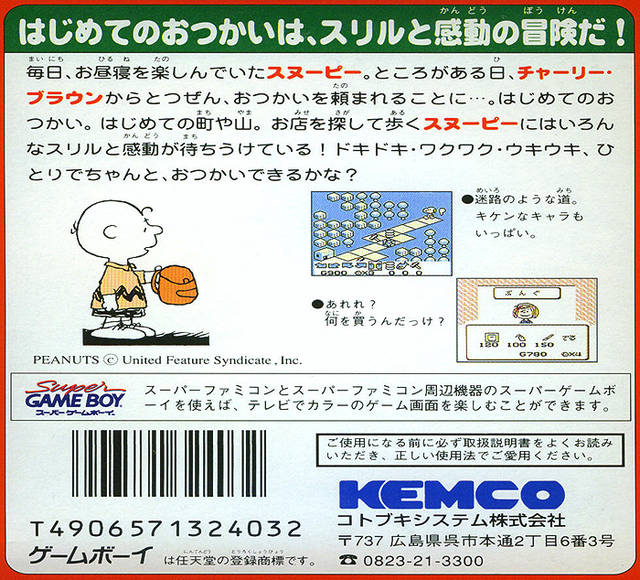 はじめてのおつかいは、スリルと感動の冒険だ!
毎日、お昼寝を楽しんでいたスヌーピー。ところがある日、チャーリー・
ブラウンからとつぜん、おつかいを頼まれることに…。はじめてのお
つかい。はじめての町や山。お店を探して歩くスヌーピーにはいろん
なスリルと感動が待ちうけている!ドキドキ・ワクワク・ウキウキ、ひ
とりでちゃんと、おつかいできるかな?
●迷路のような道。
キケンなキャラも
いっぱい。
G900 0X4
●あれれ?
何を買うんだっけ?
ぶんぐ
120 100 150 でる
G780 0X4
PEANUTS © United Feature Syndicate, Inc.
Super
GAME BOY
スーパーゲームボーイ
スーパーファミコンとスーパーファミコン周辺機器のスーパーゲームボ
ーイを使えば、テレビでカラーのゲーム画面を楽しむことができます。
ご使用になる前に必ず取扱説明書をよくお読み
いただき、正しい使用法でご愛用ください。
KEMCO
コトブキシステム株式会社
〒737 広島県呉市本通2丁目6番3号
☎ 0823-21-3300
T4906571324032
ゲームボーイ は任天堂の登録商標です。